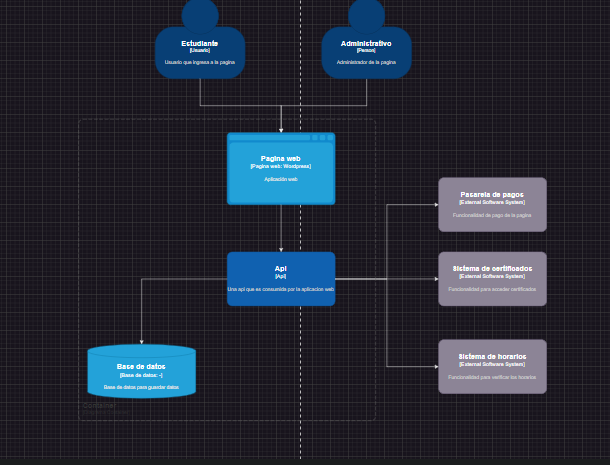 Estudiante
[Usuario]
Usuario que ingresa a la pagina
Administrativo
[Person]
Administrador de la pagina
Pagina web
[Pagina web: Wordpress]
Aplicación web
Pasarela de pagos
[External Software System]
Funcionalidad de pago de la pagina
Api
[Api]
Una api que es consumida por la aplicacion web
Sistema de certificados
[External Software System]
Funcionalidad para acceder certificados
Base de datos
[Base de datos: -]
Base de datos para guardar datos
Sistema de horarios
[External Software System]
Funcionalidad para verificar los horarios